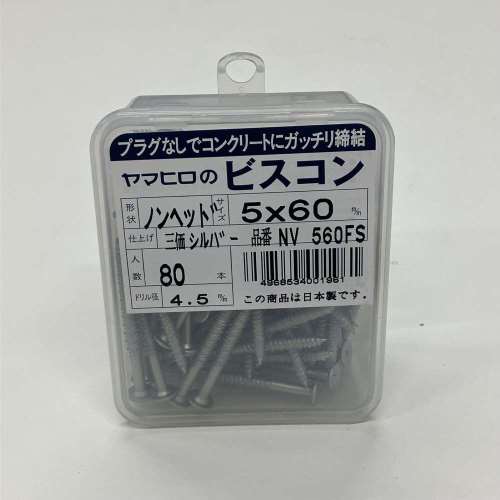 プラグなしでコンクリートにガッチリ締結
ヤマヒロの ビスコン
形状 ノンヘッド サイズ 5x60 m/m
仕上げ 三価 シルバー 品番 NV 560FS
入数 80 本
4968534001961
ドリル径 4.5 m/m この商品は日本製です.